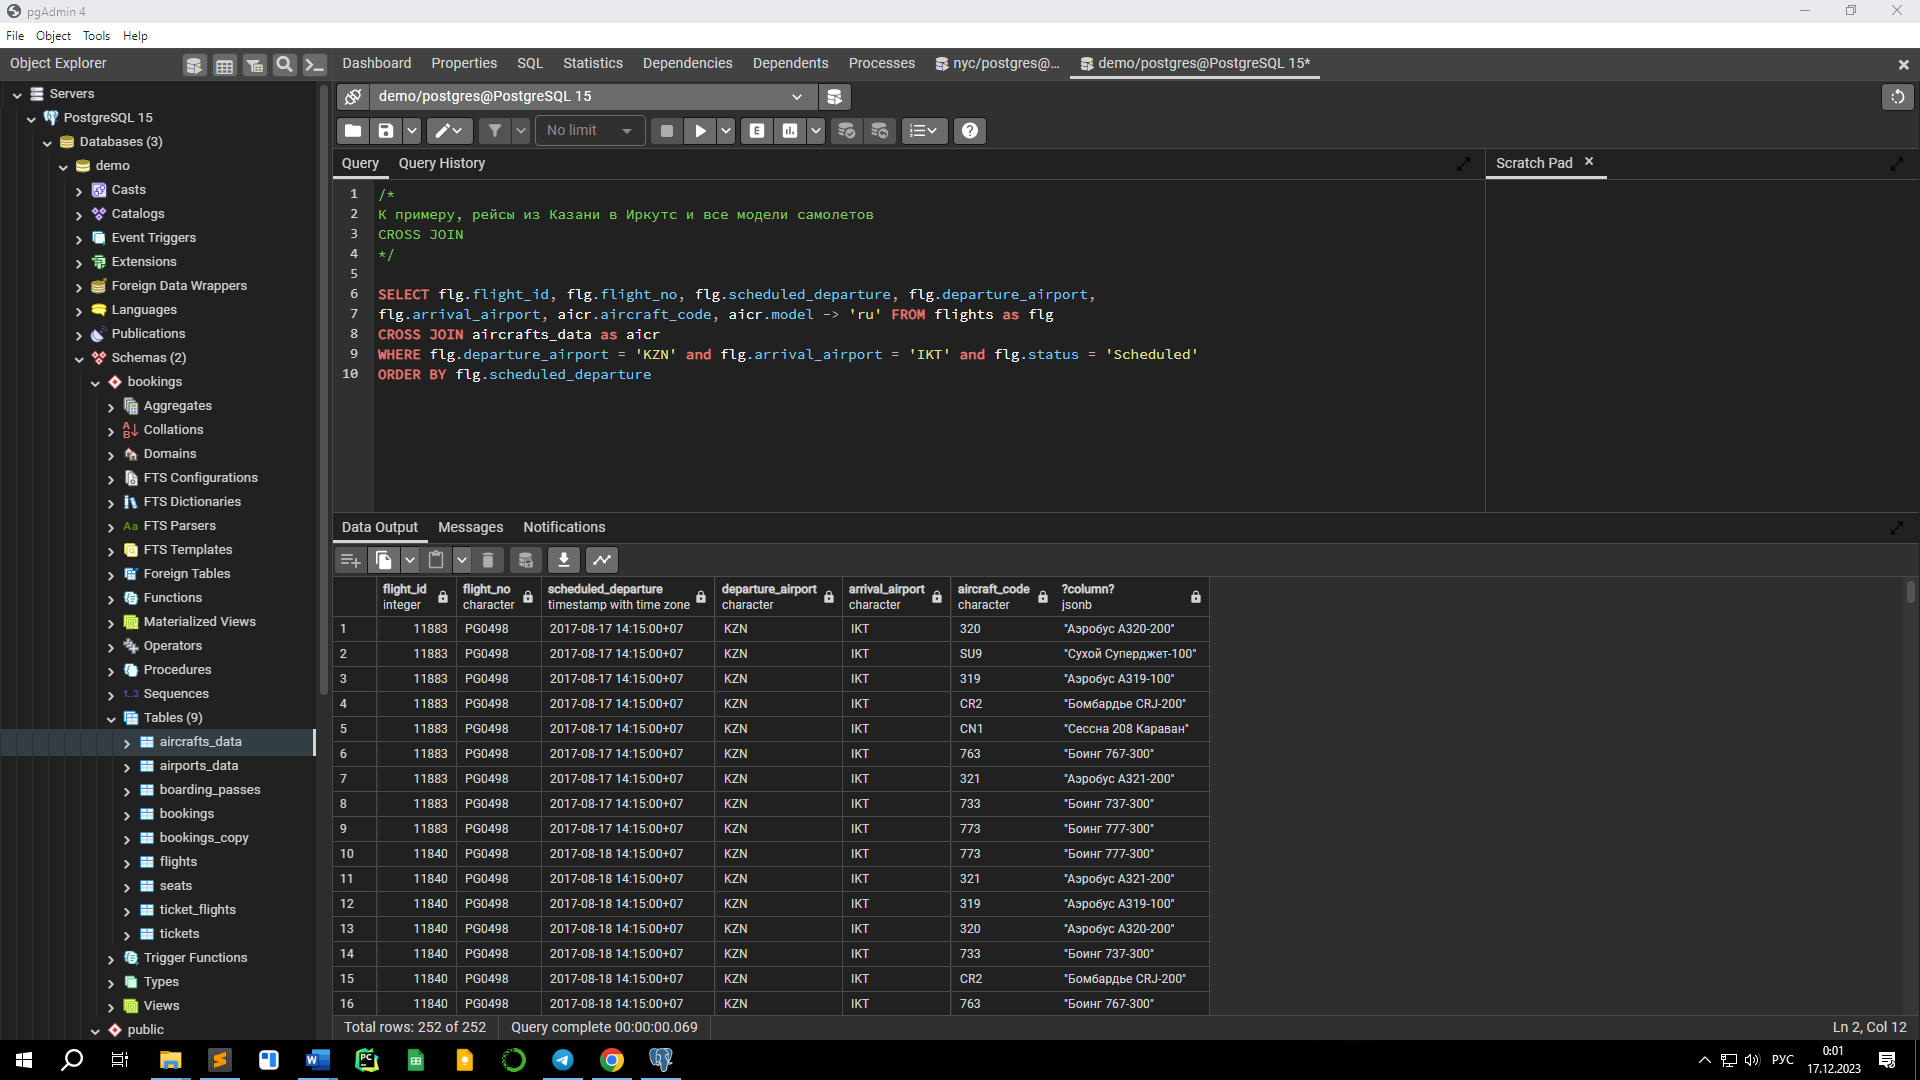 pgAdmin 4
File Object Tools Help
Object Explorer
Dashboard Properties SQL Statistics Dependencies Dependents Processes nyc/postgres@... demo/postgres@PostgreSQL 15*
Servers
PostgreSQL 15
Databases (3)
demo
Casts
Catalogs
Event Triggers
Extensions
Foreign Data Wrappers
Languages
Publications
Schemas (2)
bookings
Aggregates
Collations
Domains
FTS Configurations
FTS Dictionaries
FTS Parsers
FTS Templates
Foreign Tables
Functions
Materialized Views
Operators
Procedures
1..3 Sequences
Tables (9)
aircrafts_data
airports_data
boarding_passes
bookings
bookings_copy
flights
seats
ticket_flights
tickets
Trigger Functions
Types
Views
public
demo/postgres@PostgreSQL 15
No limit
E
Query Query History
Scratch Pad
1 /*
2 К примеру, рейсы из Казани в Иркутс и все модели самолетов
3 CROSS JOIN
4 */
5
6 SELECT flg.flight_id, flg.flight_no, flg.scheduled_departure, flg.departure_airport,
7 flg.arrival_airport, aicr.aircraft_code, aicr.model -> 'ru' FROM flights as flg
8 CROSS JOIN aircrafts_data as aicr
9 WHERE flg.departure_airport = 'KZN' and flg.arrival_airport = 'IKT' and flg.status = 'Scheduled'
10 ORDER BY flg.scheduled_departure
Data Output Messages Notifications
flight_id flight_no scheduled_departure departure_airport arrival_airport aircraft_code ?column?
integer character timestamp with time zone character character character jsonb
1 11883 PG0498 2017-08-17 14:15:00+07 KZN IKT 320 "Аэробус A320-200"
2 11883 PG0498 2017-08-17 14:15:00+07 KZN IKT SU9 "Сухой Суперджет-100"
3 11883 PG0498 2017-08-17 14:15:00+07 KZN IKT 319 "Аэробус A319-100"
4 11883 PG0498 2017-08-17 14:15:00+07 KZN IKT CR2 "Бомбардье CRJ-200"
5 11883 PG0498 2017-08-17 14:15:00+07 KZN IKT CN1 "Сессна 208 Караван"
6 11883 PG0498 2017-08-17 14:15:00+07 KZN IKT 763 "Боинг 767-300"
7 11883 PG0498 2017-08-17 14:15:00+07 KZN IKT 321 "Аэробус A321-200"
8 11883 PG0498 2017-08-17 14:15:00+07 KZN IKT 733 "Боинг 737-300"
9 11883 PG0498 2017-08-17 14:15:00+07 KZN IKT 773 "Боинг 777-300"
10 11840 PG0498 2017-08-18 14:15:00+07 KZN IKT 773 "Боинг 777-300"
11 11840 PG0498 2017-08-18 14:15:00+07 KZN IKT 321 "Аэробус A321-200"
12 11840 PG0498 2017-08-18 14:15:00+07 KZN IKT 319 "Аэробус A319-100"
13 11840 PG0498 2017-08-18 14:15:00+07 KZN IKT 320 "Аэробус A320-200"
14 11840 PG0498 2017-08-18 14:15:00+07 KZN IKT 733 "Боинг 737-300"
15 11840 PG0498 2017-08-18 14:15:00+07 KZN IKT CR2 "Бомбардье CRJ-200"
16 11840 PG0498 2017-08-18 14:15:00+07 KZN IKT 763 "Боинг 767-300"
Total rows: 252 of 252 Query complete 00:00:00.069 Ln 2, Col 12
РУС
0:01
17.12.2023